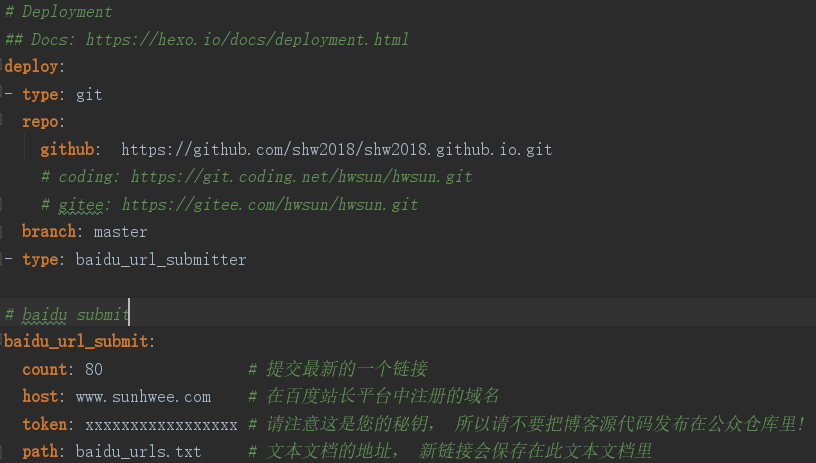 # Deployment
## Docs: https://hexo.io/docs/deployment.html
deploy:
- type: git
  repo:
    github:  https://github.com/shw2018/shw2018.github.io.git
    # coding: https://git.coding.net/hwsun/hwsun.git
    # gitee: https://gitee.com/hwsun/hwsun.git
  branch: master
- type: baidu_url_submitter
# baidu submit
baidu_url_submit:
  count: 80                # 提交最新的一个链接
  host: www.sunhwee.com    # 在百度站长平台中注册的域名
  token: xxxxxxxxxxxxxxxxx # 请注意这是您的秘钥， 所以请不要把博客源代码发布在公众仓库里!
  path: baidu_urls.txt     # 文本文档的地址， 新链接会保存在此文本文档里